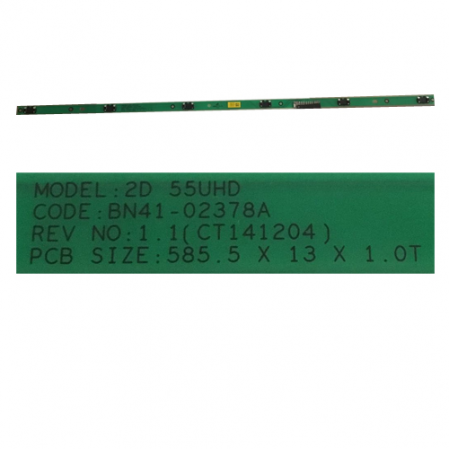 MODEL:2D 55UHD
CODE:BN41-02378A
REV NO:1.1(CT141204)
PCB SIZE:585.5 X 13 X 1.0T